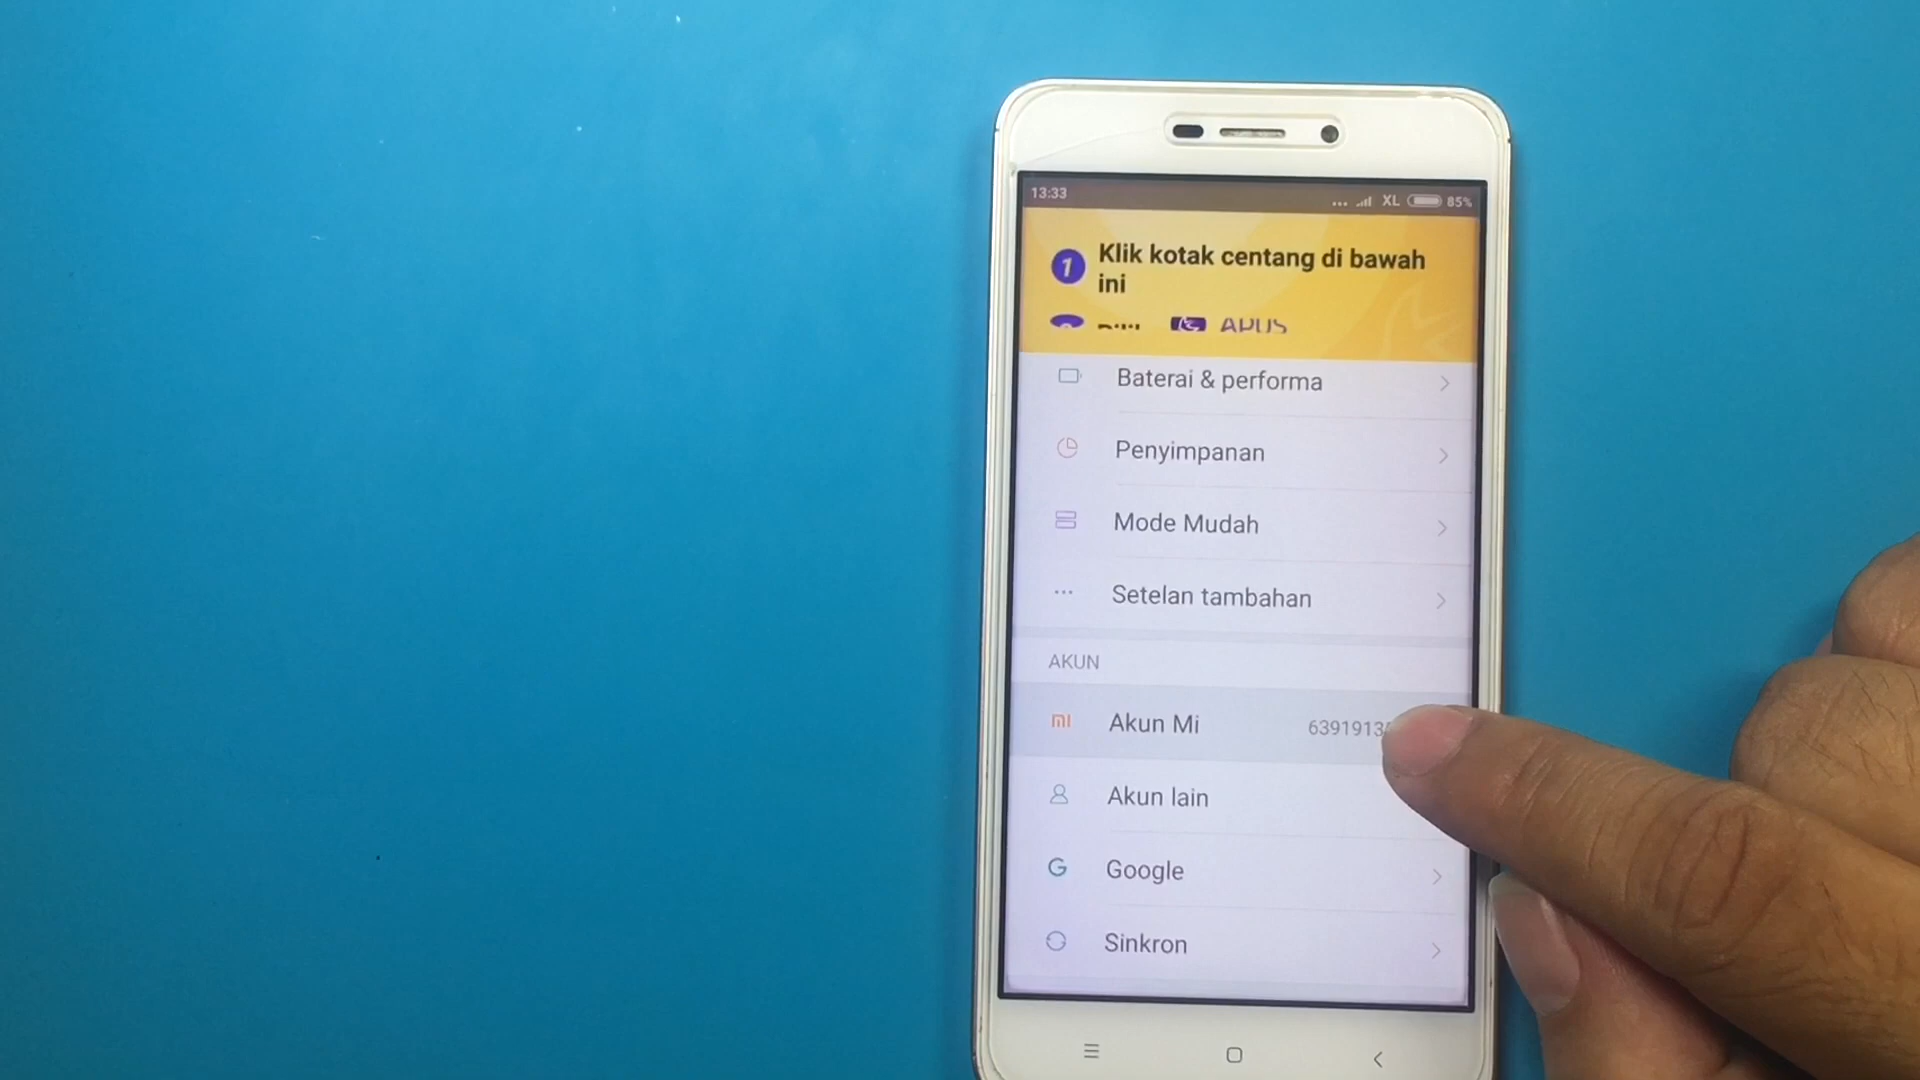 13:33
XL 85%
1 Klik kotak centang di bawah
ini
APUS
Baterai & performa
Penyimpanan
Mode Mudah
Setelan tambahan
AKUN
Akun Mi
6391913
Akun lain
Google
Sinkron